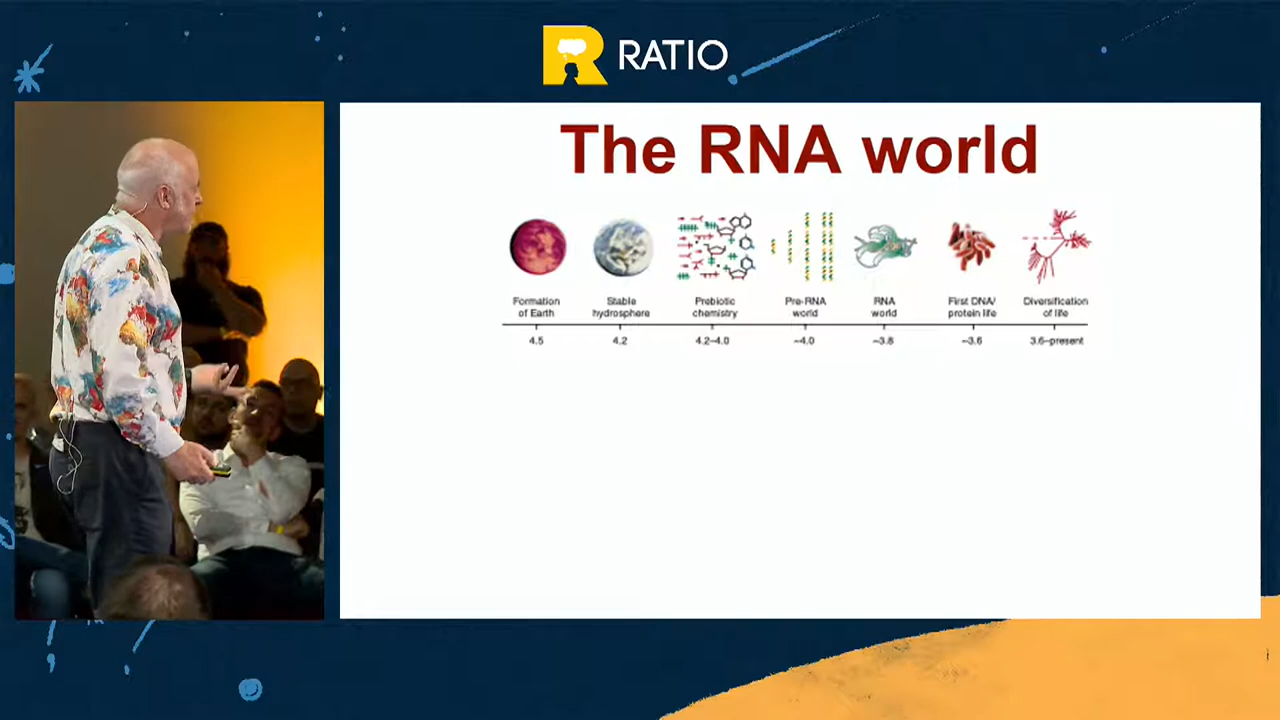 RATIO
The RNA world
Formation of Earth
Stable hydrosphere
Prebiotic chemistry
Pre-RNA world
RNA world
First DNA/ protein life
Diversification of life
4.5
4.2
4.2–4.0
~4.0
~3.8
~3.6
3.6–present